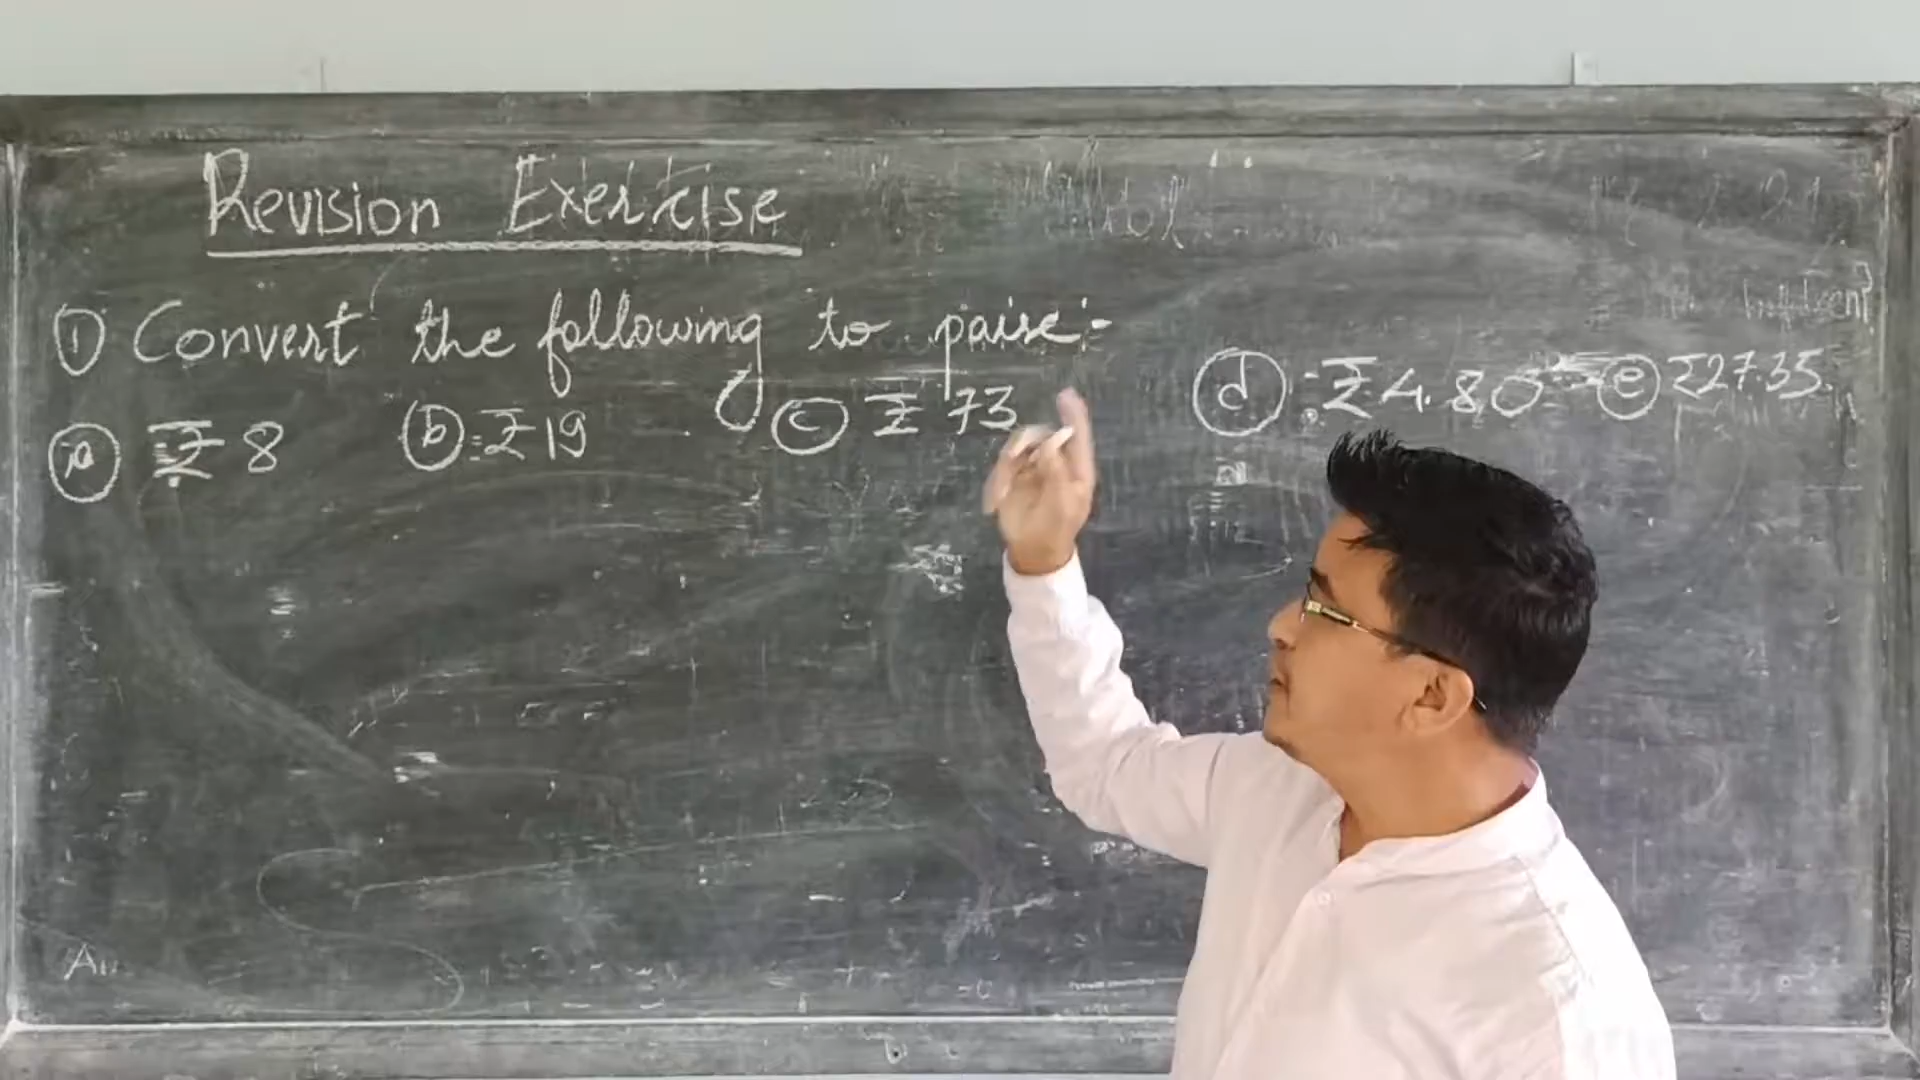 Revision Exercise
① Convert the following to paise:-
ⓐ ₹ 8 ⓑ ₹ 19 ⓒ ₹ 73 ⓓ ₹ 4.80 ⓔ ₹27.35